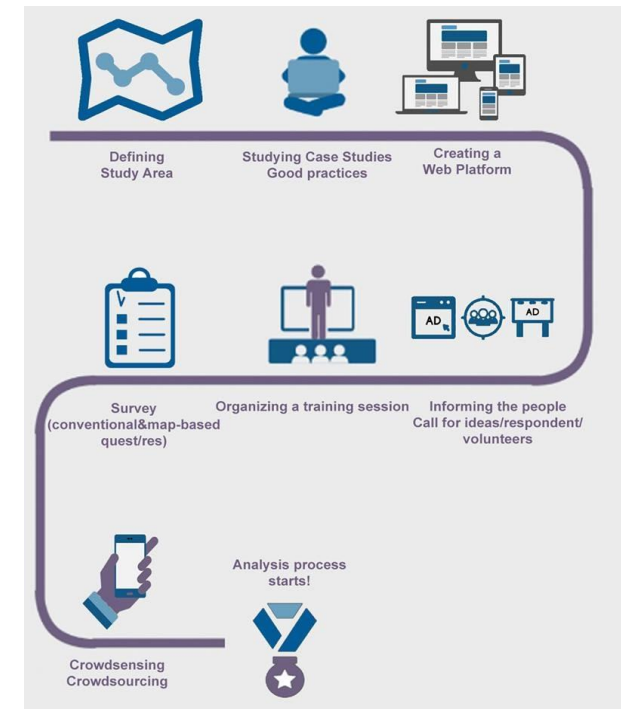 Defining
Study Area
Studying Case Studies
Good practices
Creating a
Web Platform
AD
AD
Informing the people
Call for ideas/respondent/
volunteers
Organizing a training session
Survey
(conventional&map-based
quest/res)
Crowdsensing
Crowdsourcing
Analysis process
starts!